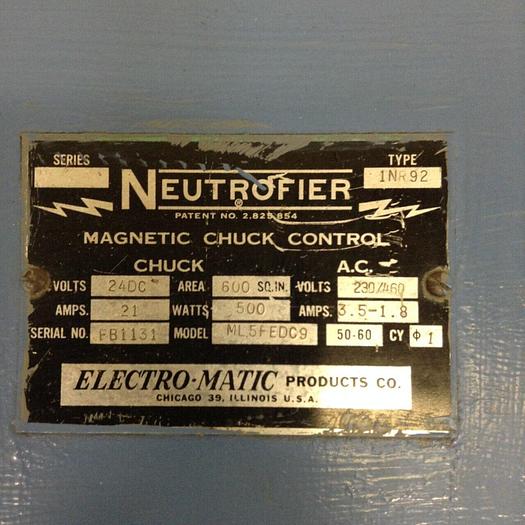 SERIES TYPE
1NR92
NEUTROFIER ®
PATENT NO. 2,825,854
MAGNETIC CHUCK CONTROL
CHUCK A.C.
VOLTS 24DC AREA 600 SQ.IN. VOLTS 230/460
AMPS. 21 WATTS 500 AMPS. 3.5-1.8
SERIAL NO. FB1131 MODEL ML5FEDC9 50-60 CY ϕ 1
ELECTRO-MATIC PRODUCTS CO.
CHICAGO 39, ILLINOIS U.S.A.